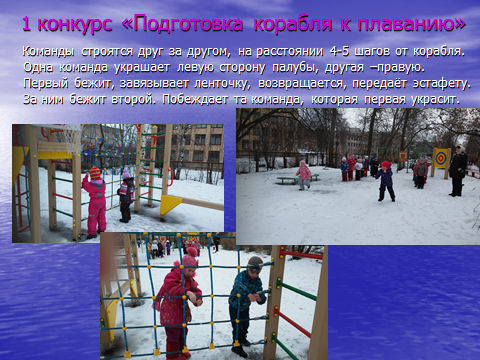 1 конкурс «Подготовка корабля к плаванию»
Команды строятся друг за другом, на расстоянии 4-5 шагов от корабля.
Одна команда украшает левую сторону палубы, другая –правую.
Первый бежит, завязывает ленточку, возвращается, передаёт эстафету.
За ним бежит второй. Побеждает та команда, которая первая украсит.